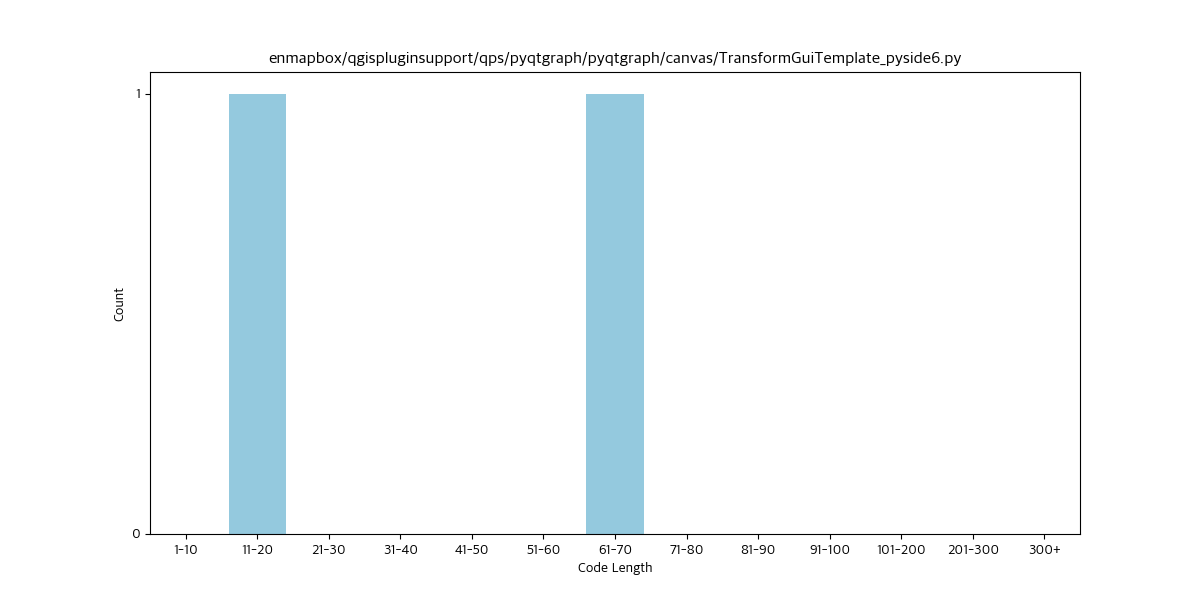 enmapbox/qgispluginsupport/qps/pyqtgraph/pyqtgraph/canvas/TransformGuiTemplate_pyside6.py
1
Count
0
1-10 11-20 21-30 31-40 41-50 51-60 61-70 71-80 81-90 91-100 101-200 201-300 300+
Code Length